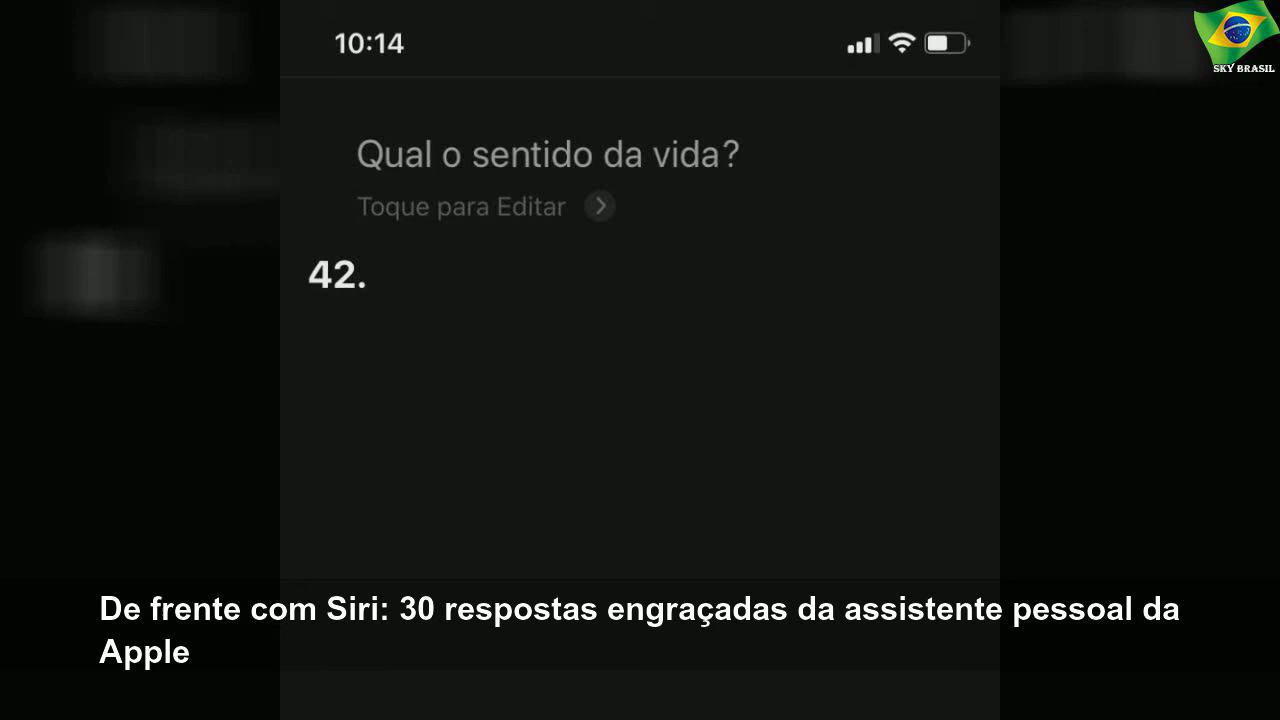 10:14
SKY BRASIL
Qual o sentido da vida?
Toque para Editar
42.
De frente com Siri: 30 respostas engraçadas da assistente pessoal da
Apple